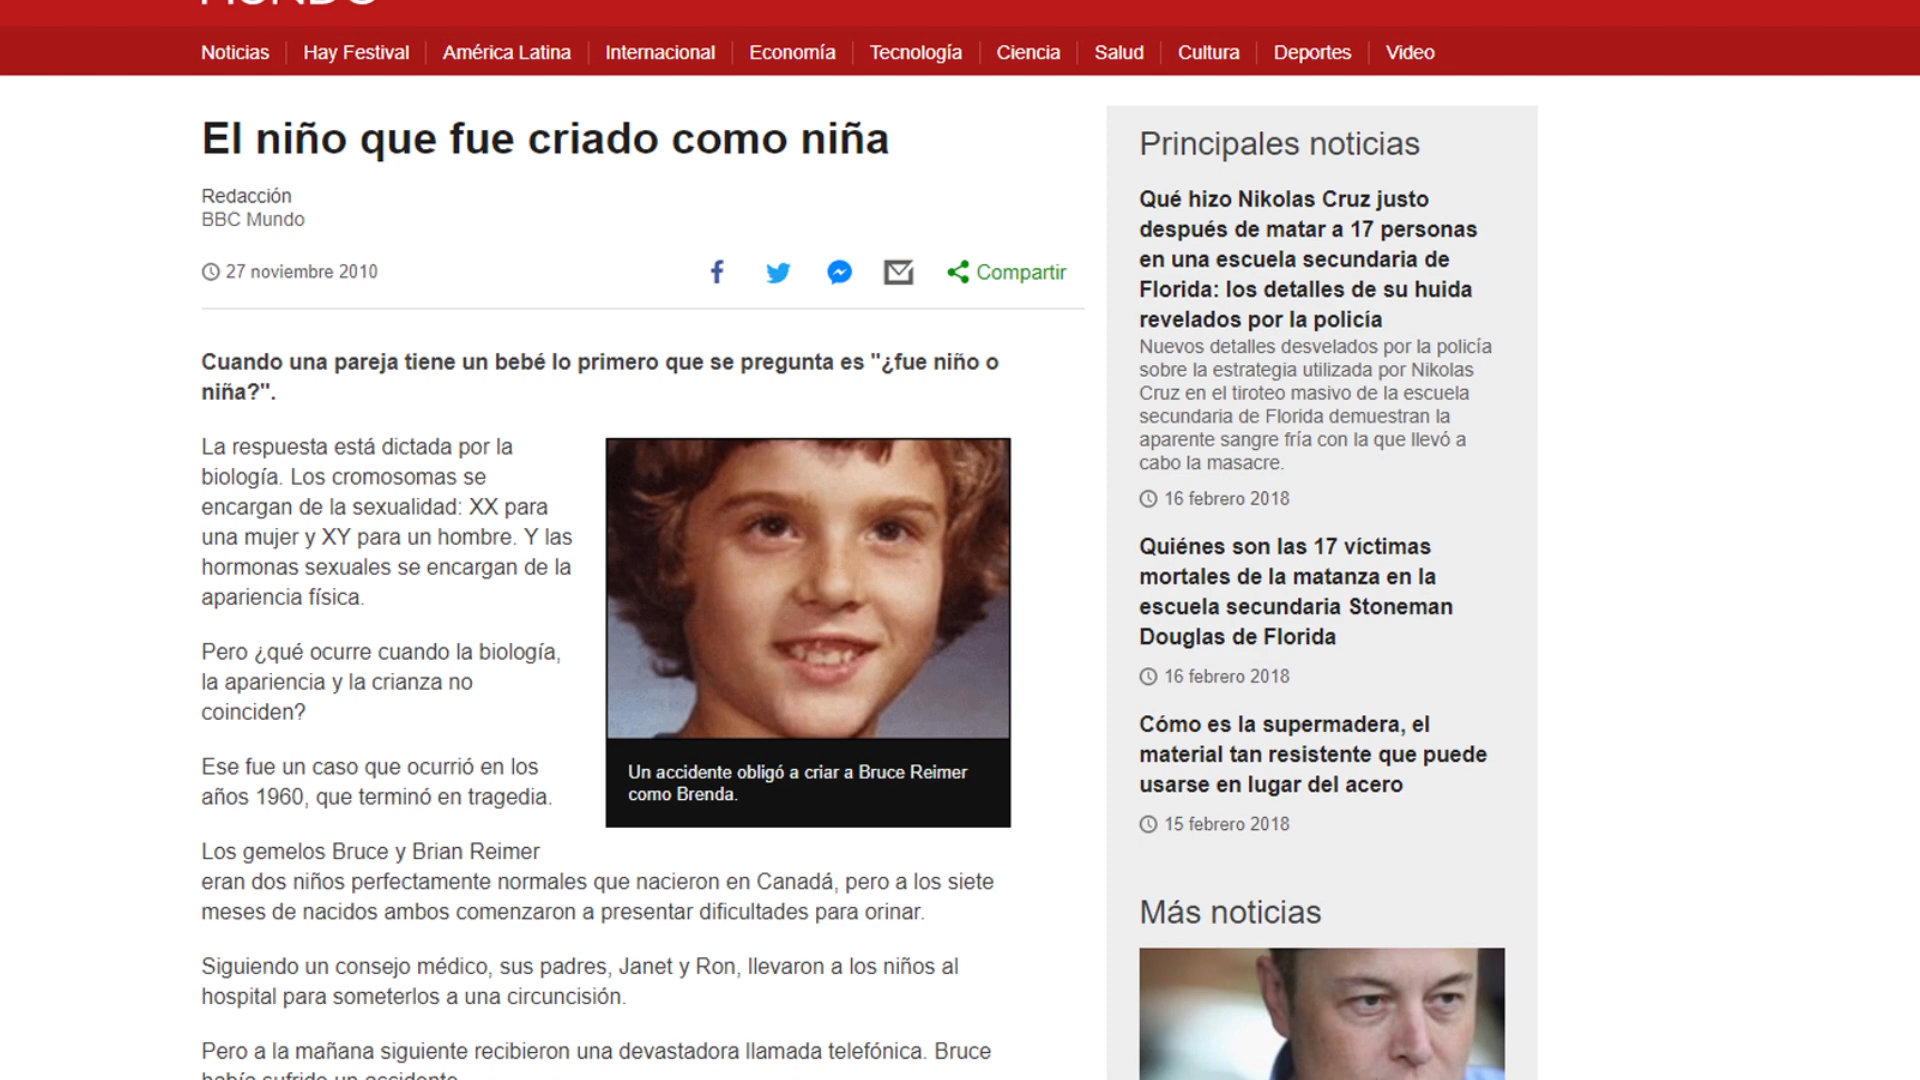 MUNDO
Noticias
Hay Festival
América Latina
Internacional
Economía
Tecnología
Ciencia
Salud
Cultura
Deportes
Video
El niño que fue criado como niña
Redacción
BBC Mundo
27 noviembre 2010
Compartir
Cuando una pareja tiene un bebé lo primero que se pregunta es "¿fue niño o
niña?".
La respuesta está dictada por la
biología. Los cromosomas se
encargan de la sexualidad: XX para
una mujer y XY para un hombre. Y las
hormonas sexuales se encargan de la
apariencia física.
Pero ¿qué ocurre cuando la biología,
la apariencia y la crianza no
coinciden?
Ese fue un caso que ocurrió en los
años 1960, que terminó en tragedia.
Un accidente obligó a criar a Bruce Reimer
como Brenda.
Los gemelos Bruce y Brian Reimer
eran dos niños perfectamente normales que nacieron en Canadá, pero a los siete
meses de nacidos ambos comenzaron a presentar dificultades para orinar.
Siguiendo un consejo médico, sus padres, Janet y Ron, llevaron a los niños al
hospital para someterlos a una circuncisión.
Pero a la mañana siguiente recibieron una devastadora llamada telefónica. Bruce
había sufrido un accidente.
Principales noticias
Qué hizo Nikolas Cruz justo
después de matar a 17 personas
en una escuela secundaria de
Florida: los detalles de su huida
revelados por la policía
Nuevos detalles desvelados por la policía
sobre la estrategia utilizada por Nikolas
Cruz en el tiroteo masivo de la escuela
secundaria de Florida demuestran la
aparente sangre fría con la que llevó a
cabo la masacre.
16 febrero 2018
Quiénes son las 17 víctimas
mortales de la matanza en la
escuela secundaria Stoneman
Douglas de Florida
16 febrero 2018
Cómo es la supermadera, el
material tan resistente que puede
usarse en lugar del acero
15 febrero 2018
Más noticias